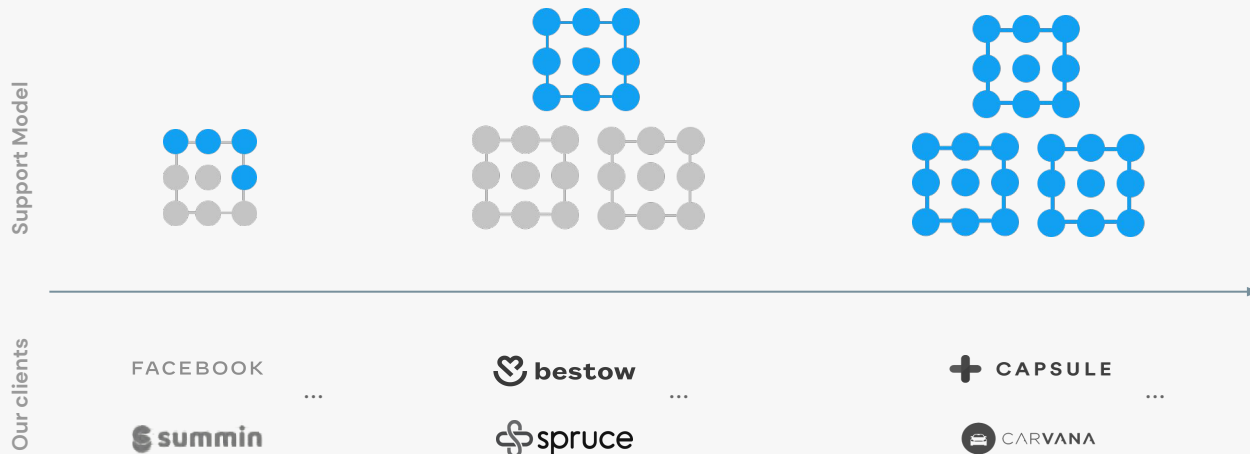 Support Model
Our clients
FACEBOOK
...
summin
bestow
...
spruce
CAPSULE
...
CARVANA